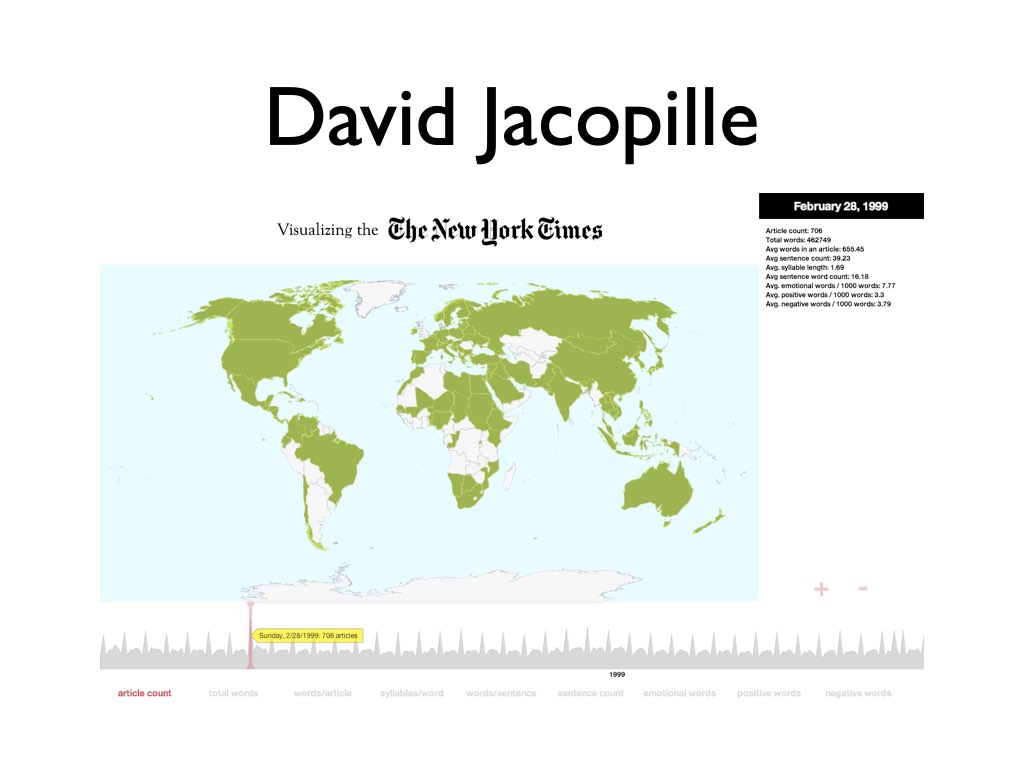 David Jacopille
February 28, 1999
Visualizing the The New York Times
Article count: 706
Total words: 462749
Avg words in an article: 655.45
Avg sentence count: 39.23
Avg. syllable length: 1.69
Avg. sentence word count: 16.18
Avg. emotional words / 1000 words: 7.77
Avg. positive words / 1000 words: 3.3
Avg. negative words / 1000 words: 3.79
+ -
Sunday, 2/28/1999: 706 articles
1999
article count total words words/article syllables/word words/sentence sentence count emotional words positive words negative words